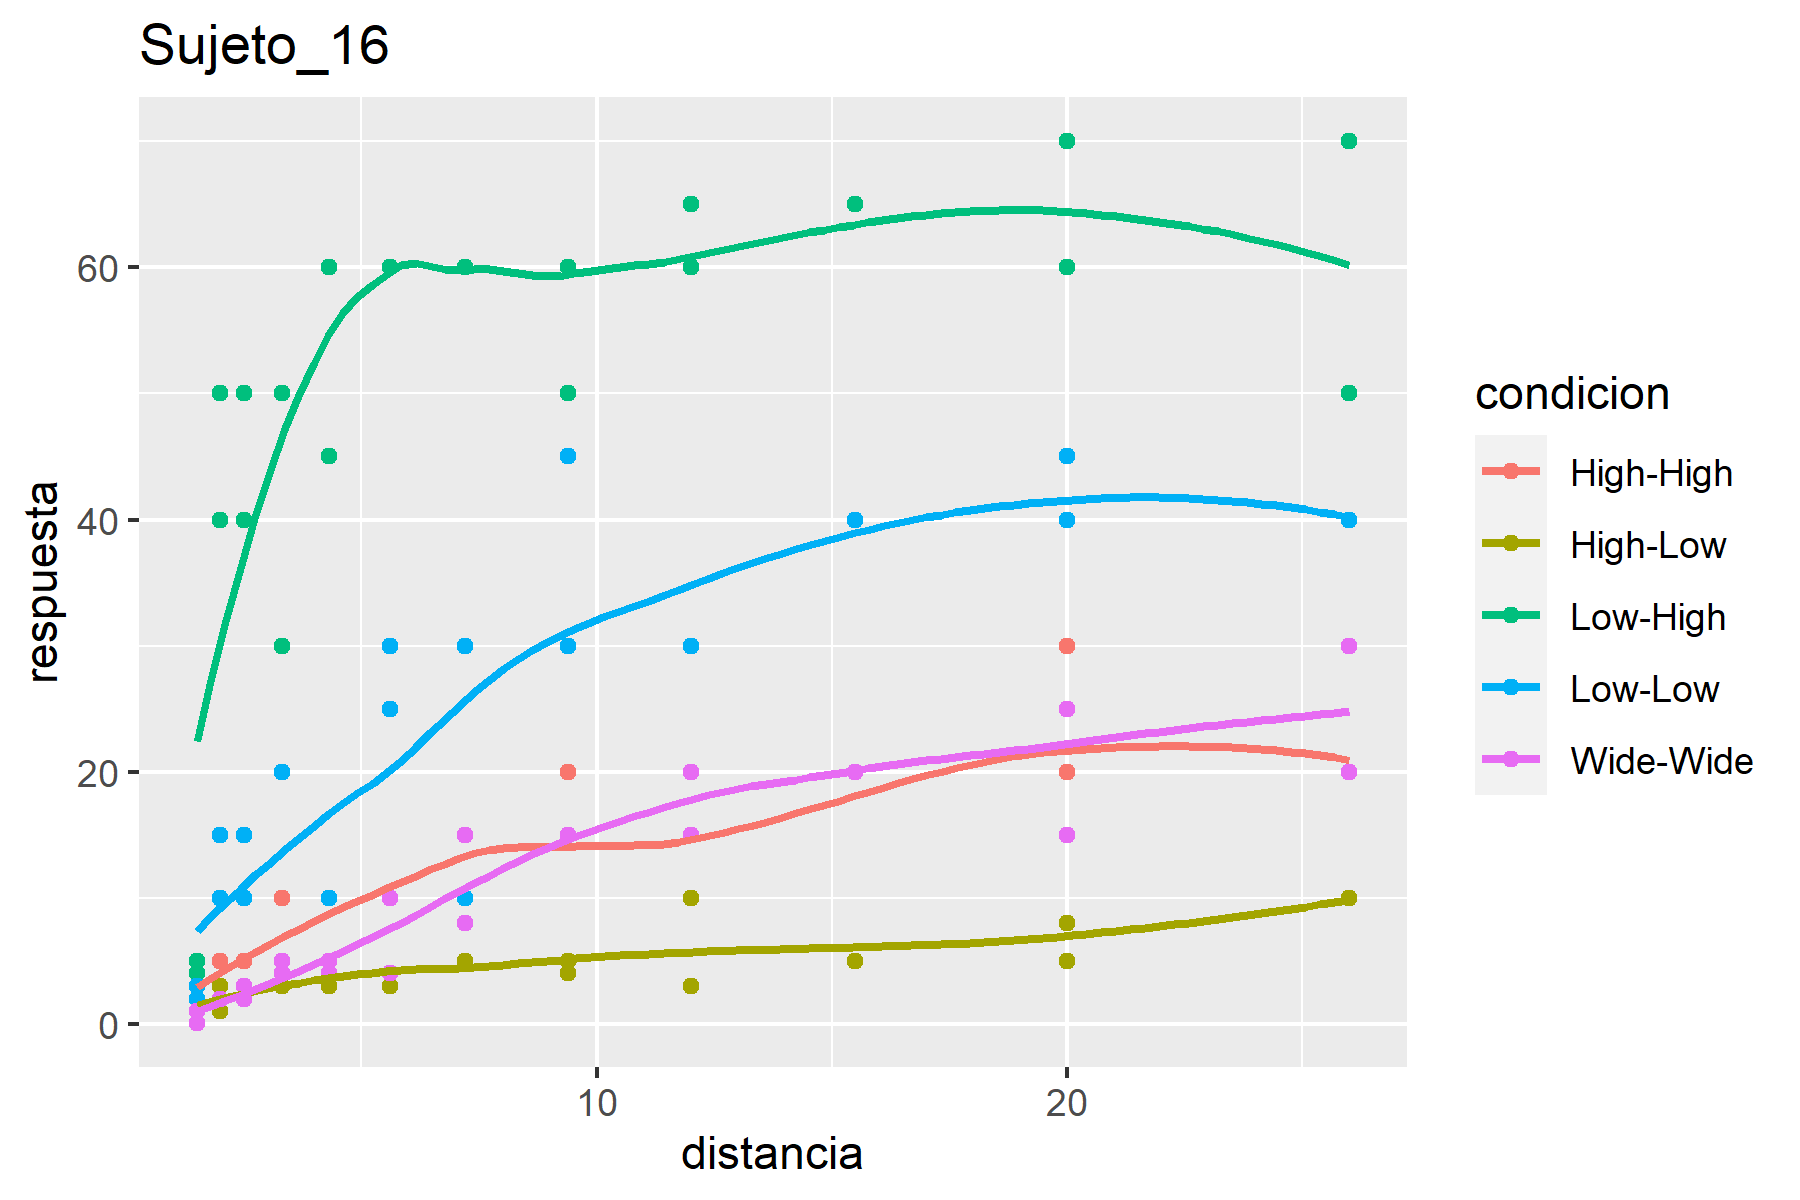 Sujeto_16
respuesta
60
40
20
0
10 20
distancia
condicion
High-High
High-Low
Low-High
Low-Low
Wide-Wide